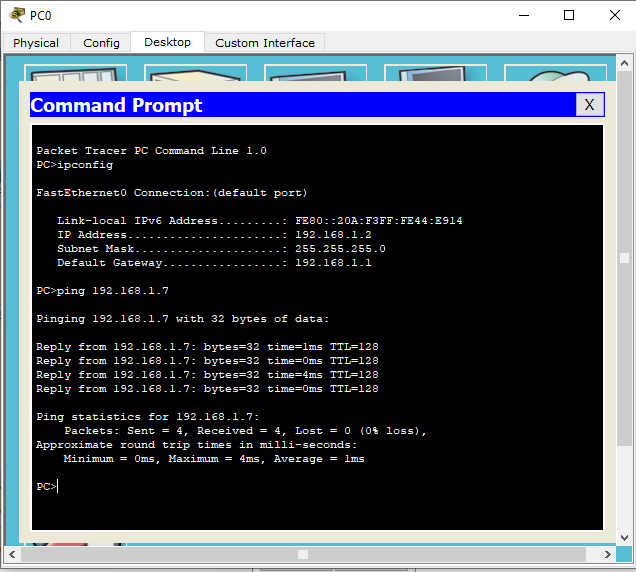 PC0
Physical Config Desktop Custom Interface
Command Prompt X
Packet Tracer PC Command Line 1.0
PC>ipconfig
FastEthernet0 Connection:(default port)
Link-local IPv6 Address.........: FE80::20A:F3FF:FE44:E914
IP Address......................: 192.168.1.2
Subnet Mask.....................: 255.255.255.0
Default Gateway.................: 192.168.1.1
PC>ping 192.168.1.7
Pinging 192.168.1.7 with 32 bytes of data:
Reply from 192.168.1.7: bytes=32 time=1ms TTL=128
Reply from 192.168.1.7: bytes=32 time=0ms TTL=128
Reply from 192.168.1.7: bytes=32 time=4ms TTL=128
Reply from 192.168.1.7: bytes=32 time=0ms TTL=128
Ping statistics for 192.168.1.7:
Packets: Sent = 4, Received = 4, Lost = 0 (0% loss),
Approximate round trip times in milli-seconds:
Minimum = 0ms, Maximum = 4ms, Average = 1ms
PC>